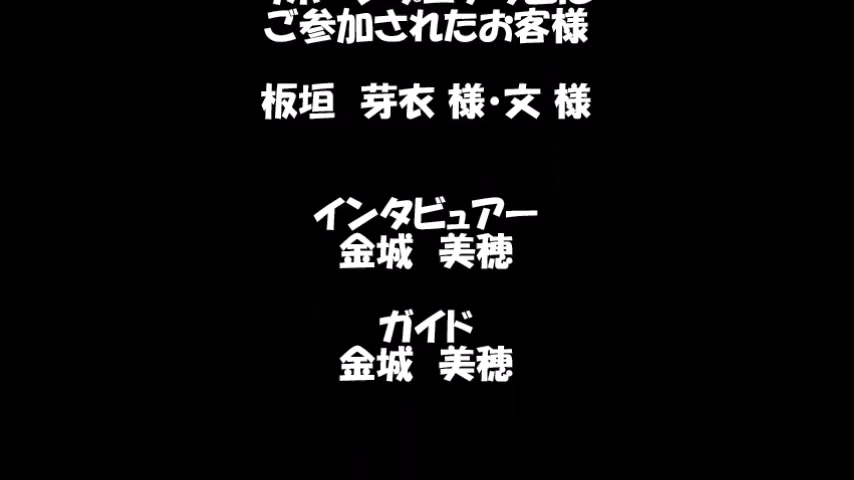 ご参加されたお客様
板垣　芽衣 様・文 様
インタビュアー
金城　美穂
ガイド
金城　美穂